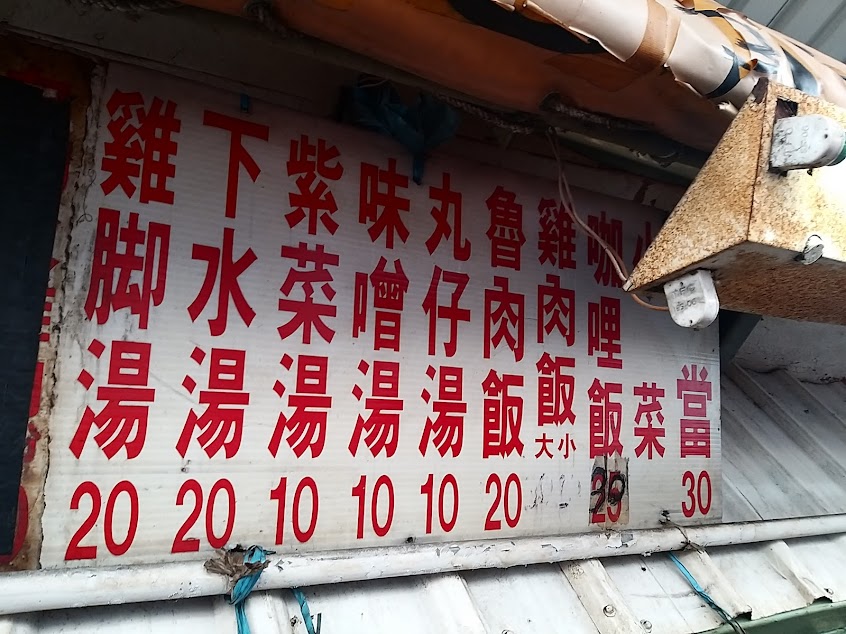 雞脚湯 20
下水湯 20
紫菜湯 10
味噌湯 10
丸仔湯 10
魯肉飯 20
雞肉飯 大小
咖哩飯
小菜
當 30